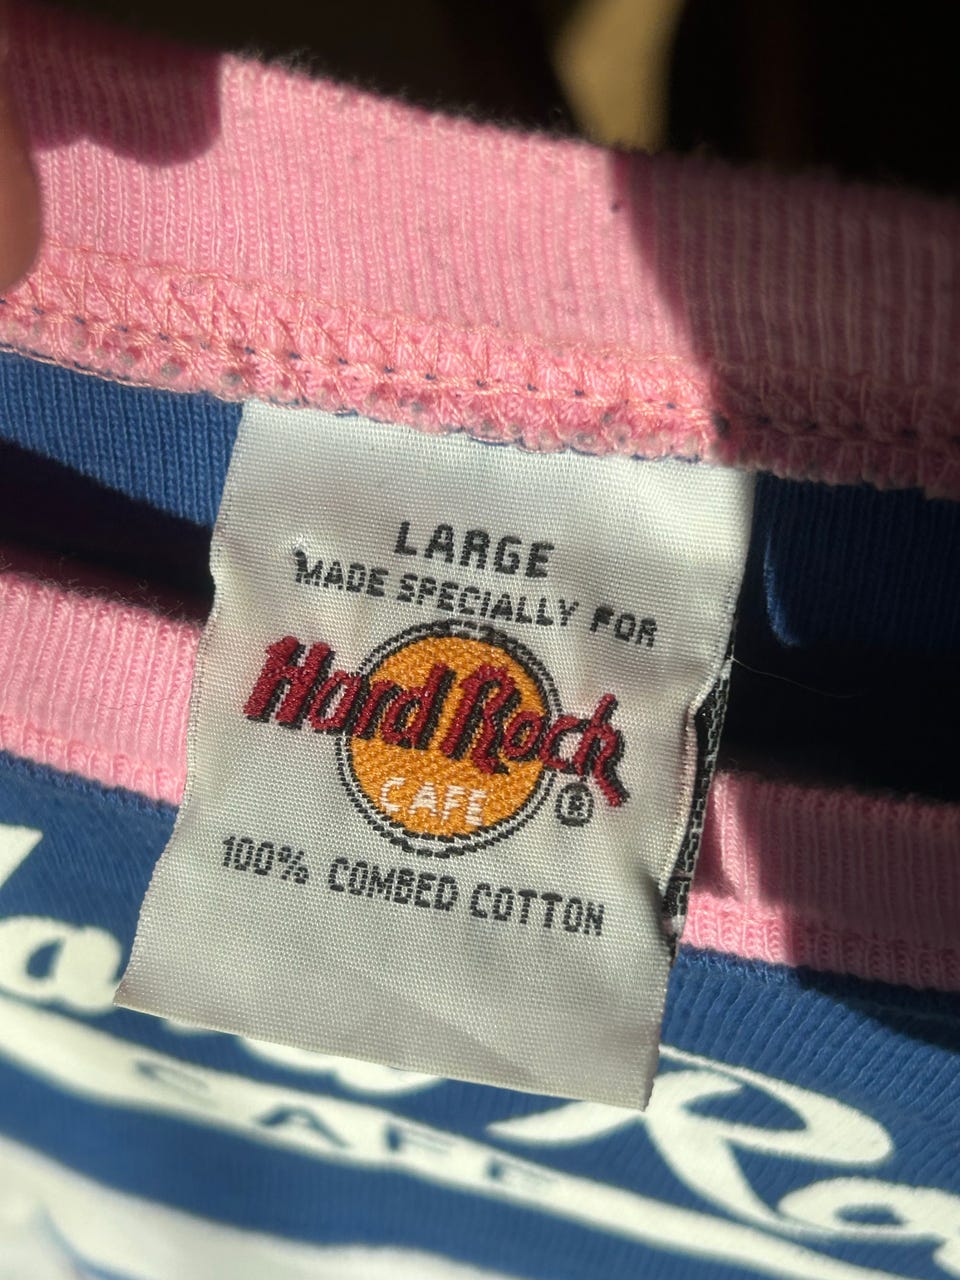 LARGE
MADE SPECIALLY FOR
Hard Rock
CAFE
®
100% COMBED COTTON
CAFE